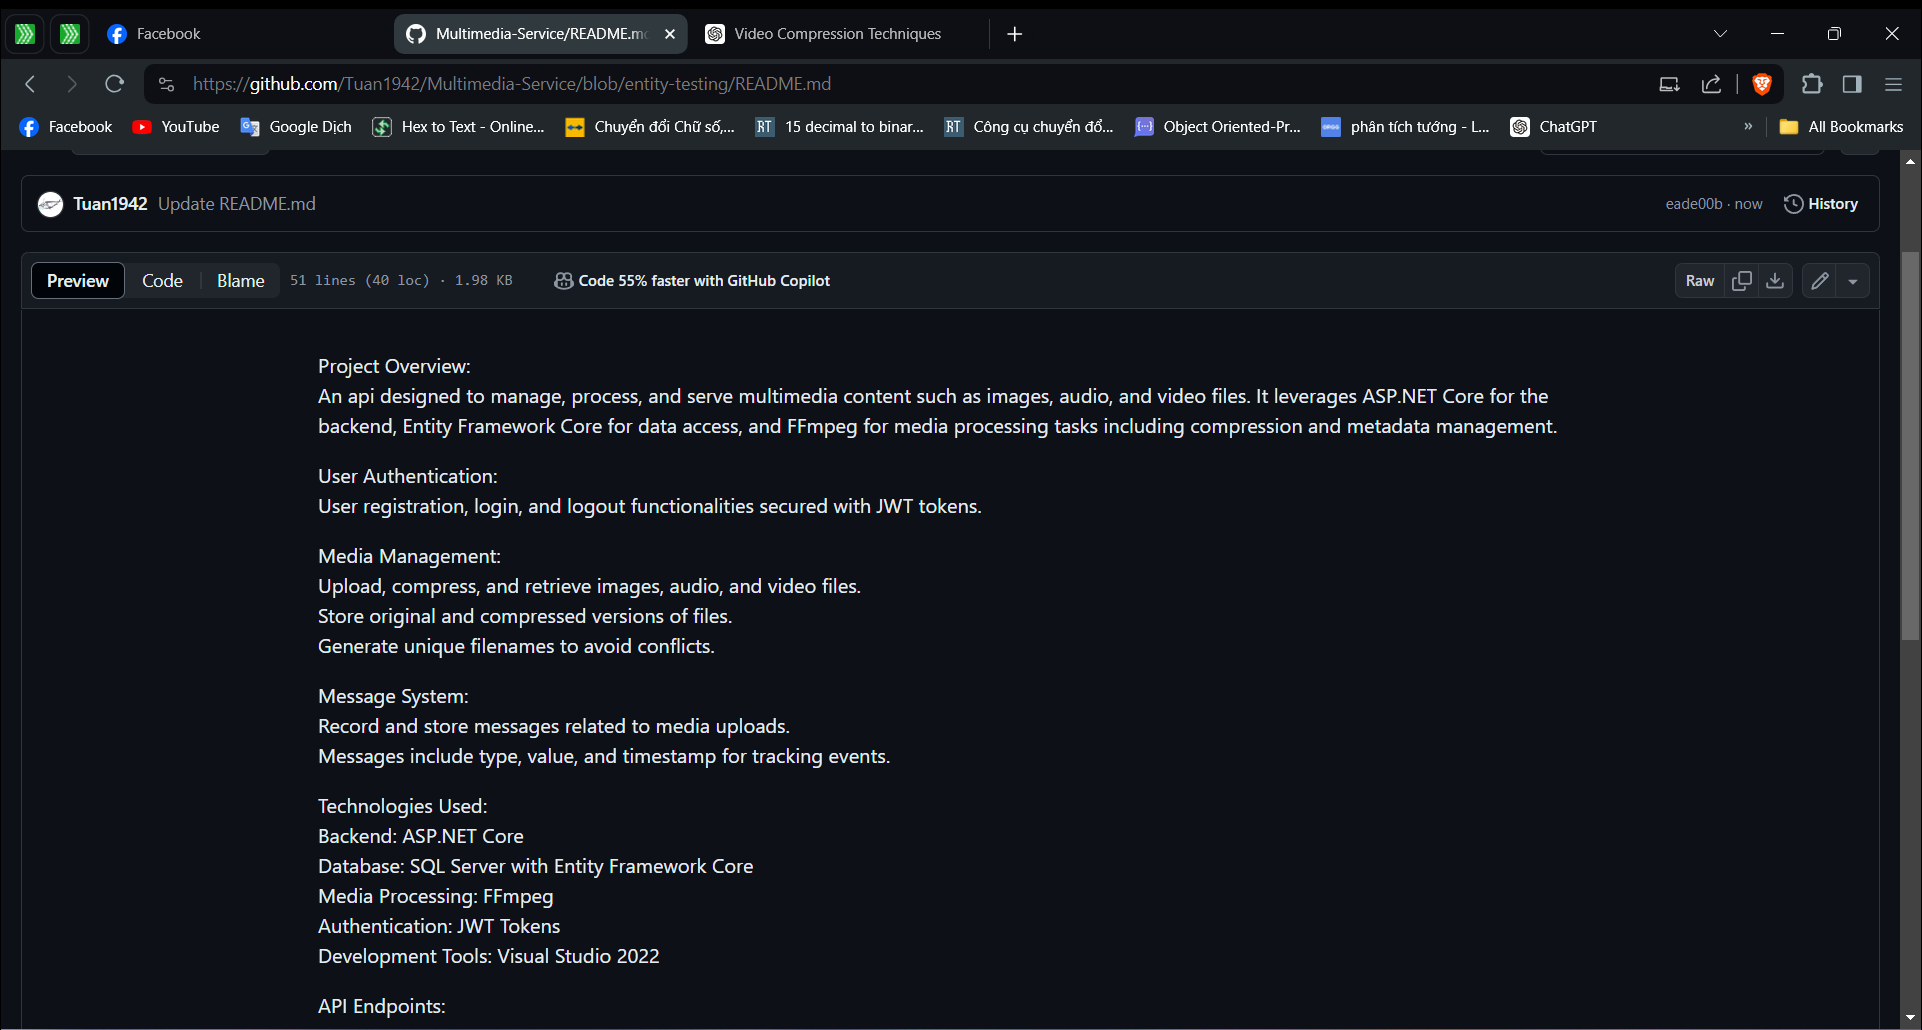 Facebook
Multimedia-Service/README.m
Video Compression Techniques
https://github.com/Tuan1942/Multimedia-Service/blob/entity-testing/README.md
Facebook
YouTube
Google Dịch
Hex to Text - Online...
Chuyển đổi Chữ số,...
RT
15 decimal to binar...
RT
Công cụ chuyển đổ...
Object Oriented-Pr...
phân tích tướng - L...
ChatGPT
»
All Bookmarks
Tuan1942 Update README.md
eade00b · now
History
Preview
Code
Blame
51 lines (40 loc) · 1.98 KB
Code 55% faster with GitHub Copilot
Raw
Project Overview:
An api designed to manage, process, and serve multimedia content such as images, audio, and video files. It leverages ASP.NET Core for the
backend, Entity Framework Core for data access, and FFmpeg for media processing tasks including compression and metadata management.
User Authentication:
User registration, login, and logout functionalities secured with JWT tokens.
Media Management:
Upload, compress, and retrieve images, audio, and video files.
Store original and compressed versions of files.
Generate unique filenames to avoid conflicts.
Message System:
Record and store messages related to media uploads.
Messages include type, value, and timestamp for tracking events.
Technologies Used:
Backend: ASP.NET Core
Database: SQL Server with Entity Framework Core
Media Processing: FFmpeg
Authentication: JWT Tokens
Development Tools: Visual Studio 2022
API Endpoints: